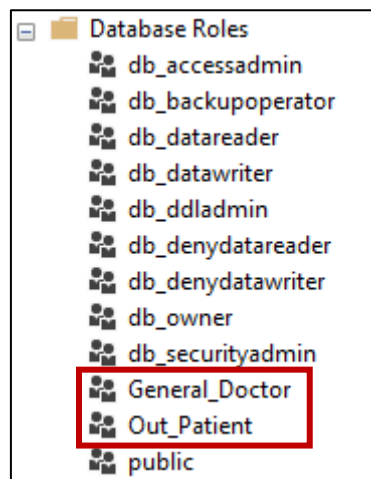 Database Roles
db_accessadmin
db_backupoperator
db_datareader
db_datawriter
db_ddladmin
db_denydatareader
db_denydatawriter
db_owner
db_securityadmin
General_Doctor
Out_Patient
public